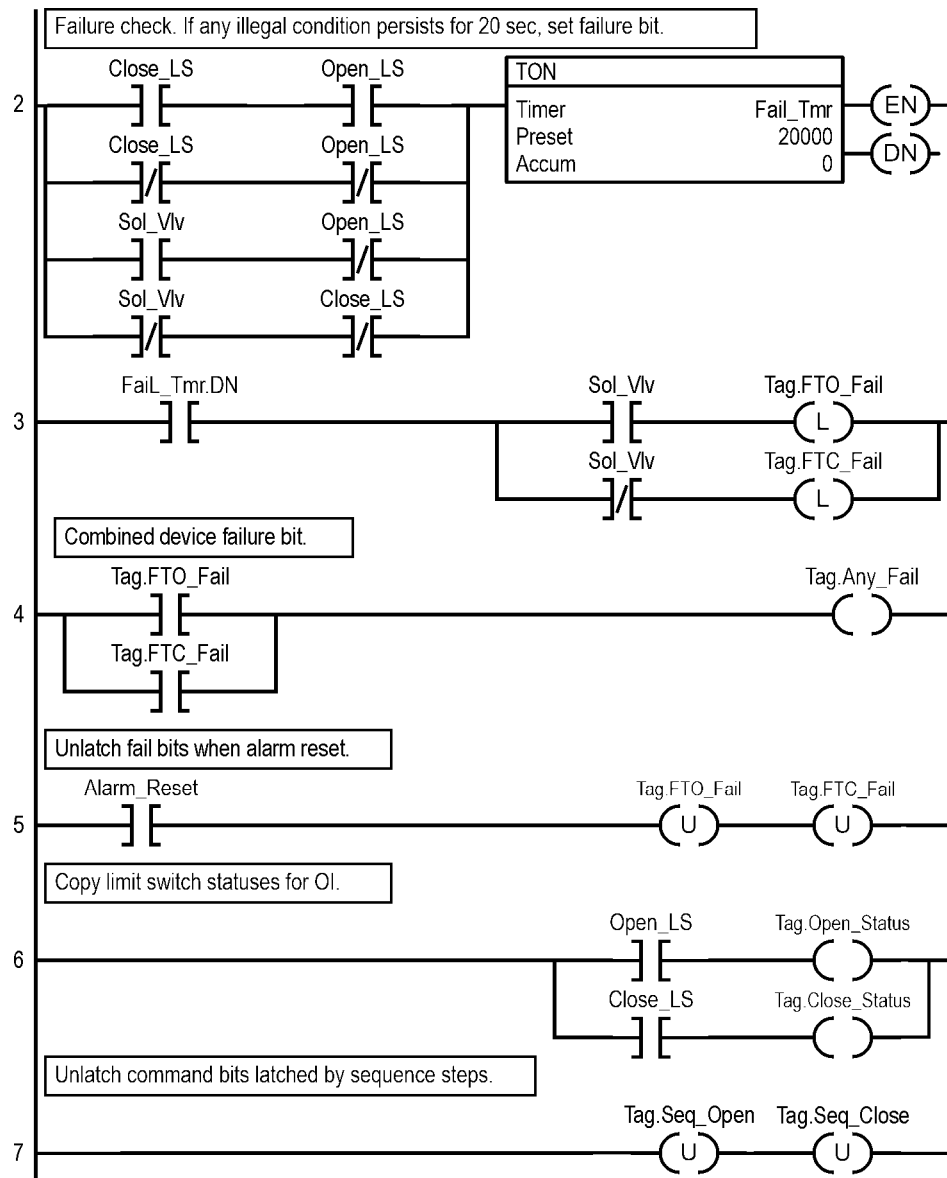 Failure check. If any illegal condition persists for 20 sec, set failure bit.
Close_LS Open_LS
TON
2
Timer Fail_Tmr
EN
Preset 20000
Close_LS Open_LS
Accum 0
DN
Sol_Vlv Open_LS
Sol_Vlv Close_LS
FaiL_Tmr.DN Sol_Vlv Tag.FTO_Fail
3
L
Sol_Vlv Tag.FTC_Fail
L
Combined device failure bit.
Tag.FTO_Fail Tag.Any_Fail
4
Tag.FTC_Fail
Unlatch fail bits when alarm reset.
Alarm_Reset Tag.FTO_Fail Tag.FTC_Fail
5 U U
Copy limit switch statuses for OI.
Open_LS Tag.Open_Status
6
Close_LS Tag.Close_Status
Unlatch command bits latched by sequence steps.
Tag.Seq_Open Tag.Seq_Close
7 U U